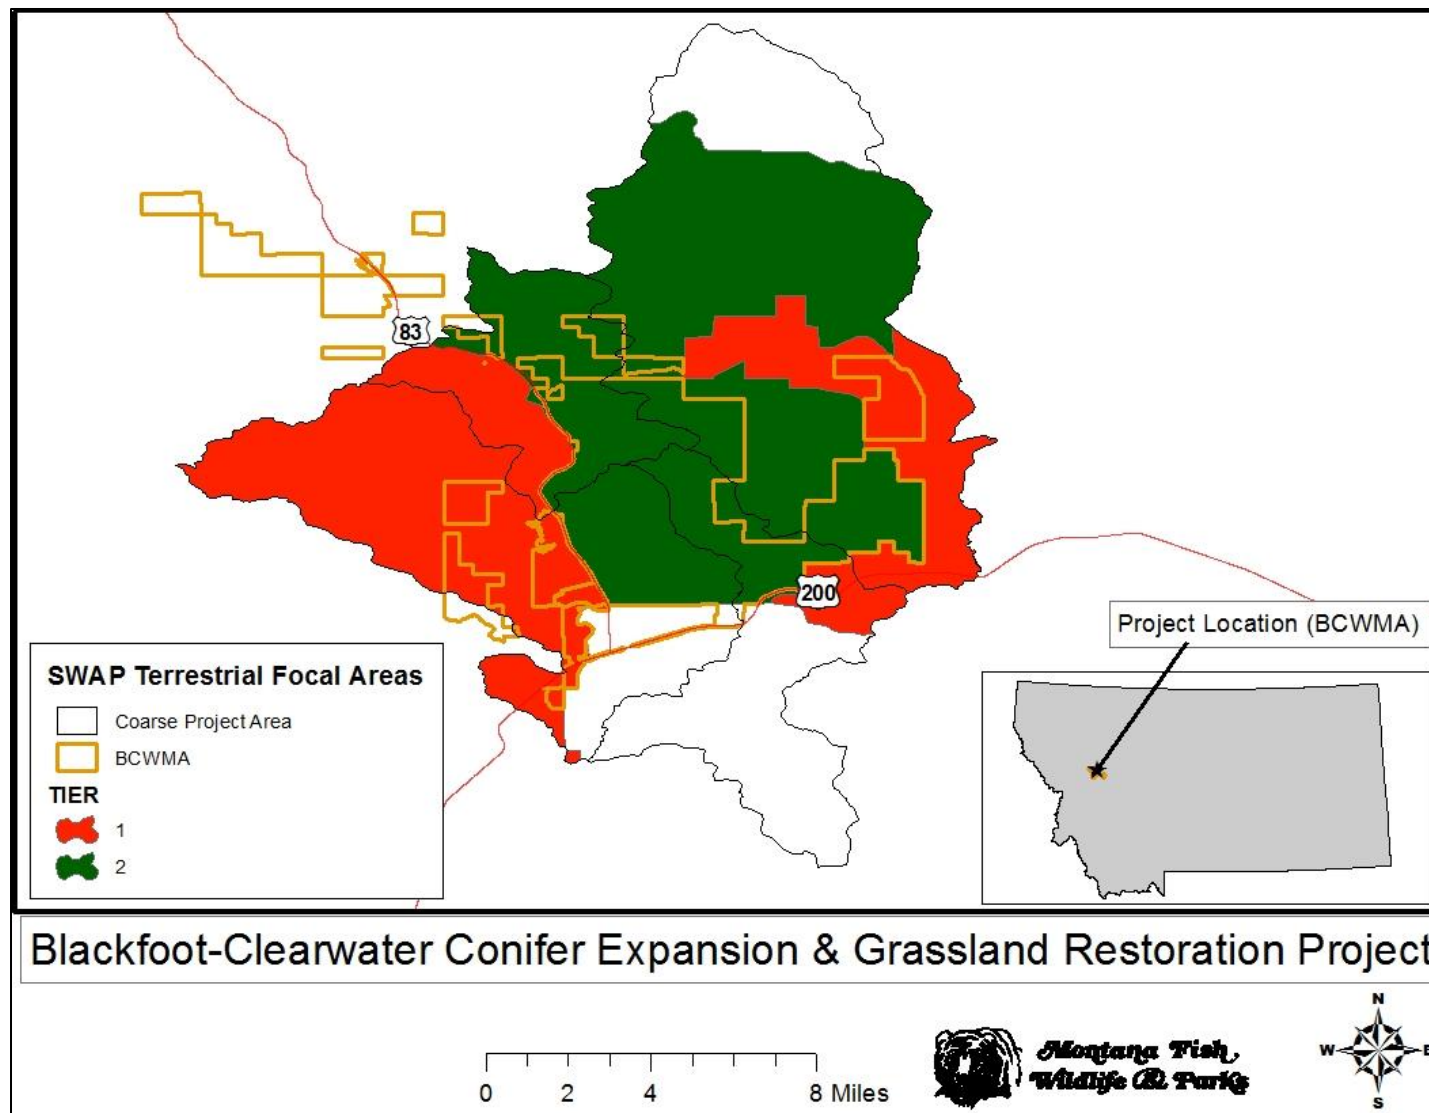 83
200
Project Location (BCWMA)
SWAP Terrestrial Focal Areas
Coarse Project Area
BCWMA
TIER
1
2
Blackfoot-Clearwater Conifer Expansion & Grassland Restoration Project
0 2 4 8 Miles
Montana Fish,
Wildlife & Parks
N
W E
S